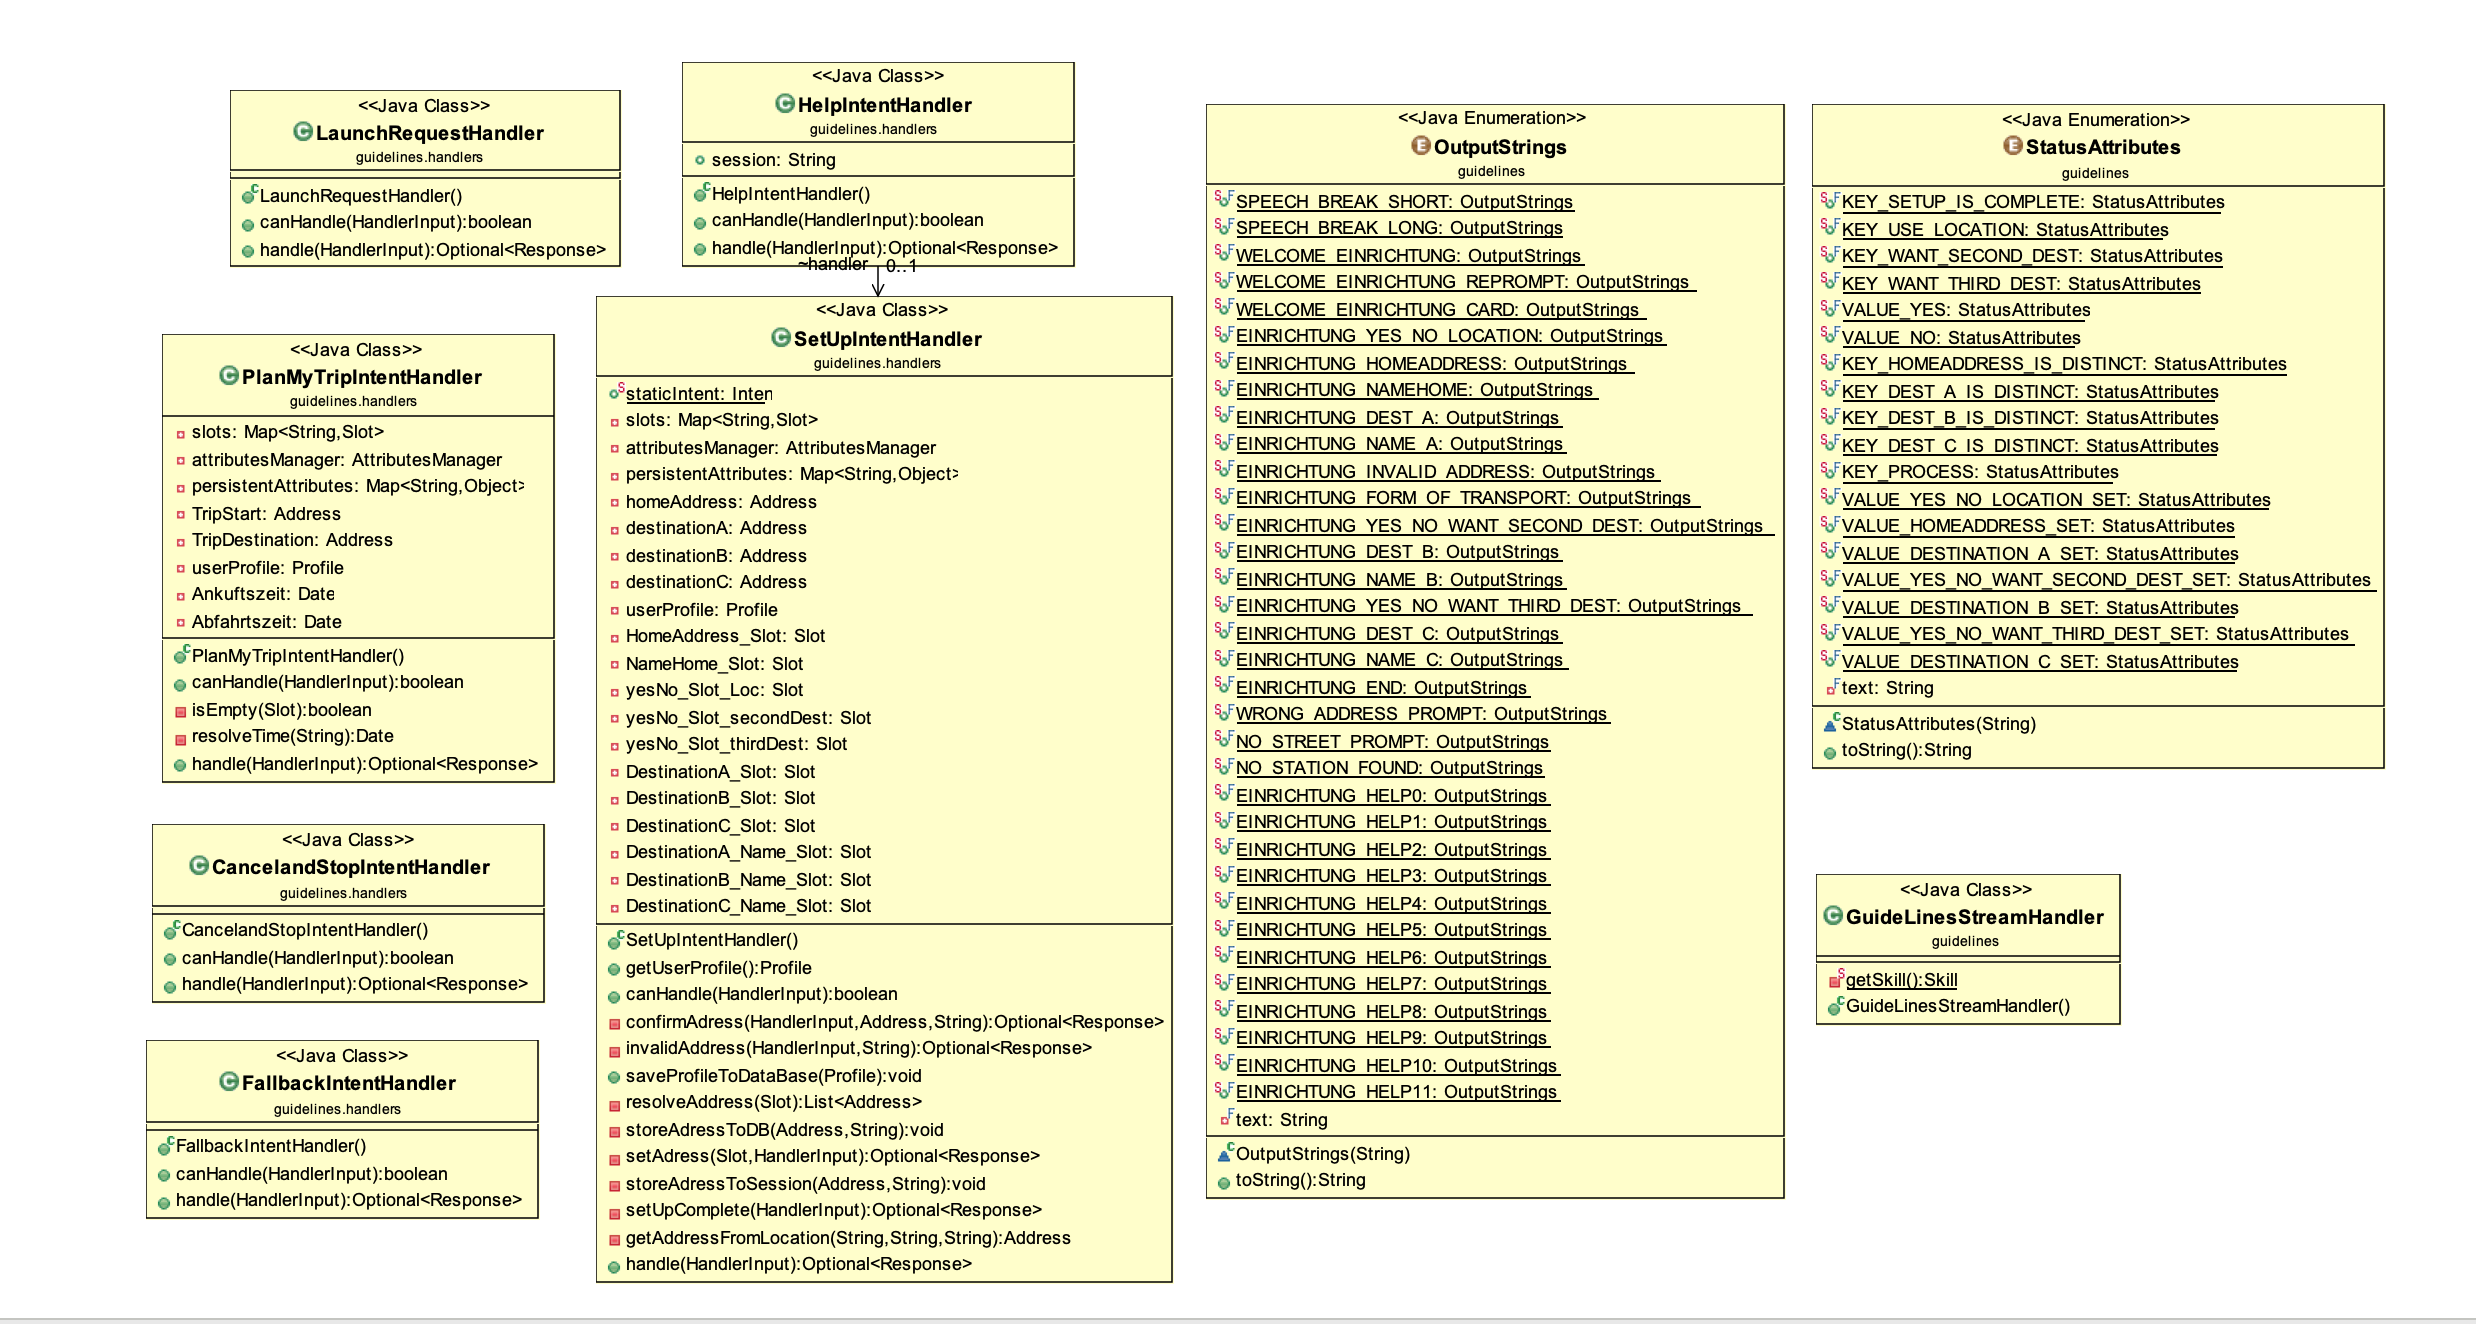 <<Java Class>>
LaunchRequestHandler
guidelines.handlers
LaunchRequestHandler()
canHandle(HandlerInput):boolean
handle(HandlerInput):Optional<Response>
<<Java Class>>
HelpIntentHandler
guidelines.handlers
session: String
HelpIntentHandler()
canHandle(HandlerInput):boolean
handle(HandlerInput):Optional<Response>
~handler 0..1
<<Java Class>>
PlanMyTripIntentHandler
guidelines.handlers
slots: Map<String,Slot>
attributesManager: AttributesManager
persistentAttributes: Map<String,Object>
TripStart: Address
TripDestination: Address
userProfile: Profile
Ankuftszeit: Date
Abfahrtszeit: Date
PlanMyTripIntentHandler()
canHandle(HandlerInput):boolean
isEmpty(Slot):boolean
resolveTime(String):Date
handle(HandlerInput):Optional<Response>
<<Java Class>>
CancelandStopIntentHandler
guidelines.handlers
CancelandStopIntentHandler()
canHandle(HandlerInput):boolean
handle(HandlerInput):Optional<Response>
<<Java Class>>
FallbackIntentHandler
guidelines.handlers
FallbackIntentHandler()
canHandle(HandlerInput):boolean
handle(HandlerInput):Optional<Response>
<<Java Class>>
SetUpIntentHandler
guidelines.handlers
staticIntent: Inten
slots: Map<String,Slot>
attributesManager: AttributesManager
persistentAttributes: Map<String,Object>
homeAddress: Address
destinationA: Address
destinationB: Address
destinationC: Address
userProfile: Profile
HomeAddress_Slot: Slot
NameHome_Slot: Slot
yesNo_Slot_Loc: Slot
yesNo_Slot_secondDest: Slot
yesNo_Slot_thirdDest: Slot
DestinationA_Slot: Slot
DestinationB_Slot: Slot
DestinationC_Slot: Slot
DestinationA_Name_Slot: Slot
DestinationB_Name_Slot: Slot
DestinationC_Name_Slot: Slot
SetUpIntentHandler()
getUserProfile():Profile
canHandle(HandlerInput):boolean
confirmAdress(HandlerInput,Address,String):Optional<Response>
invalidAddress(HandlerInput,String):Optional<Response>
saveProfileToDataBase(Profile):void
resolveAddress(Slot):List<Address>
storeAdressToDB(Address,String):void
setAdress(Slot,HandlerInput):Optional<Response>
storeAdressToSession(Address,String):void
setUpComplete(HandlerInput):Optional<Response>
getAddressFromLocation(String,String,String):Address
handle(HandlerInput):Optional<Response>
<<Java Enumeration>>
OutputStrings
guidelines
SPEECH_BREAK_SHORT: OutputStrings
SPEECH_BREAK_LONG: OutputStrings
WELCOME_EINRICHTUNG: OutputStrings
WELCOME_EINRICHTUNG_REPROMPT: OutputStrings
WELCOME_EINRICHTUNG_CARD: OutputStrings
EINRICHTUNG_YES_NO_LOCATION: OutputStrings
EINRICHTUNG_HOMEADDRESS: OutputStrings
EINRICHTUNG_NAMEHOME: OutputStrings
EINRICHTUNG_DEST_A: OutputStrings
EINRICHTUNG_NAME_A: OutputStrings
EINRICHTUNG_INVALID_ADDRESS: OutputStrings
EINRICHTUNG_FORM_OF_TRANSPORT: OutputStrings
EINRICHTUNG_YES_NO_WANT_SECOND_DEST: OutputStrings
EINRICHTUNG_DEST_B: OutputStrings
EINRICHTUNG_NAME_B: OutputStrings
EINRICHTUNG_YES_NO_WANT_THIRD_DEST: OutputStrings
EINRICHTUNG_DEST_C: OutputStrings
EINRICHTUNG_NAME_C: OutputStrings
EINRICHTUNG_END: OutputStrings
WRONG_ADDRESS_PROMPT: OutputStrings
NO_STREET_PROMPT: OutputStrings
NO_STATION_FOUND: OutputStrings
EINRICHTUNG_HELP0: OutputStrings
EINRICHTUNG_HELP1: OutputStrings
EINRICHTUNG_HELP2: OutputStrings
EINRICHTUNG_HELP3: OutputStrings
EINRICHTUNG_HELP4: OutputStrings
EINRICHTUNG_HELP5: OutputStrings
EINRICHTUNG_HELP6: OutputStrings
EINRICHTUNG_HELP7: OutputStrings
EINRICHTUNG_HELP8: OutputStrings
EINRICHTUNG_HELP9: OutputStrings
EINRICHTUNG_HELP10: OutputStrings
EINRICHTUNG_HELP11: OutputStrings
text: String
OutputStrings(String)
toString():String
<<Java Enumeration>>
StatusAttributes
guidelines
KEY_SETUP_IS_COMPLETE: StatusAttributes
KEY_USE_LOCATION: StatusAttributes
KEY_WANT_SECOND_DEST: StatusAttributes
KEY_WANT_THIRD_DEST: StatusAttributes
VALUE_YES: StatusAttributes
VALUE_NO: StatusAttributes
KEY_HOMEADDRESS_IS_DISTINCT: StatusAttributes
KEY_DEST_A_IS_DISTINCT: StatusAttributes
KEY_DEST_B_IS_DISTINCT: StatusAttributes
KEY_DEST_C_IS_DISTINCT: StatusAttributes
KEY_PROCESS: StatusAttributes
VALUE_YES_NO_LOCATION_SET: StatusAttributes
VALUE_HOMEADDRESS_SET: StatusAttributes
VALUE_DESTINATION_A_SET: StatusAttributes
VALUE_YES_NO_WANT_SECOND_DEST_SET: StatusAttributes
VALUE_DESTINATION_B_SET: StatusAttributes
VALUE_YES_NO_WANT_THIRD_DEST_SET: StatusAttributes
VALUE_DESTINATION_C_SET: StatusAttributes
text: String
StatusAttributes(String)
toString():String
<<Java Class>>
GuideLinesStreamHandler
guidelines
getSkill():Skill
GuideLinesStreamHandler()